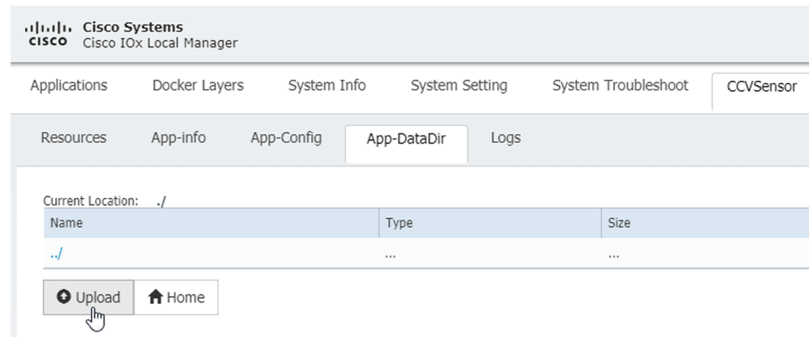 Cisco Systems
CISCO Cisco IOx Local Manager
Applications Docker Layers System Info System Setting System Troubleshoot CCVSensor
Resources App-info App-Config App-DataDir Logs
Current Location: ./
Name Type Size
../ ... ...
Upload Home